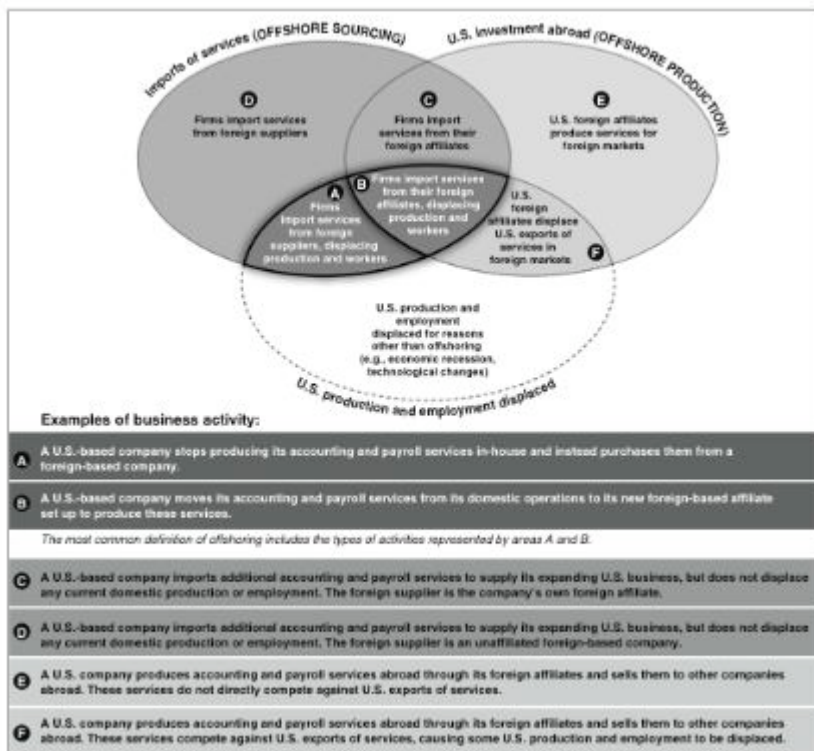 Imports of services (OFFSHORE SOURCING)
U.S. investment abroad (OFFSHORE PRODUCTION)
D
Firms import services
from foreign suppliers
C
Firms import
services from their
foreign affiliates
E
U.S. foreign affiliates
produce services for
foreign markets
A
Firms
import services
from foreign
suppliers, displacing
production and workers
B
Firms import services
from their foreign
affiliates, displacing
production and
workers
U.S.
foreign
affiliates displace
U.S. exports of
services in
foreign markets
F
U.S. production and
employment
displaced for reasons
other than offshoring
(e.g., economic recession,
technological changes)
U.S. production and employment displaced
Examples of business activity:
A A U.S.-based company stops producing its accounting and payroll services in-house and instead purchases them from a
foreign-based company.
B A U.S.-based company moves its accounting and payroll services from its domestic operations to its new foreign-based affiliate
set up to produce these services.
The most common definition of offshoring includes the types of activities represented by areas A and B.
C A U.S.-based company imports additional accounting and payroll services to supply its expanding U.S. business, but does not displace
any current domestic production or employment. The foreign supplier is the company's own foreign affiliate.
D A U.S.-based company imports additional accounting and payroll services to supply its expanding U.S. business, but does not displace
any current domestic production or employment. The foreign supplier is an unaffiliated foreign-based company.
E A U.S. company produces accounting and payroll services abroad through its foreign affiliates and sells them to other companies
abroad. These services do not directly compete against U.S. exports of services.
F A U.S. company produces accounting and payroll services abroad through its foreign affiliates and sells them to other companies
abroad. These services compete against U.S. exports of services, causing some U.S. production and employment to be displaced.